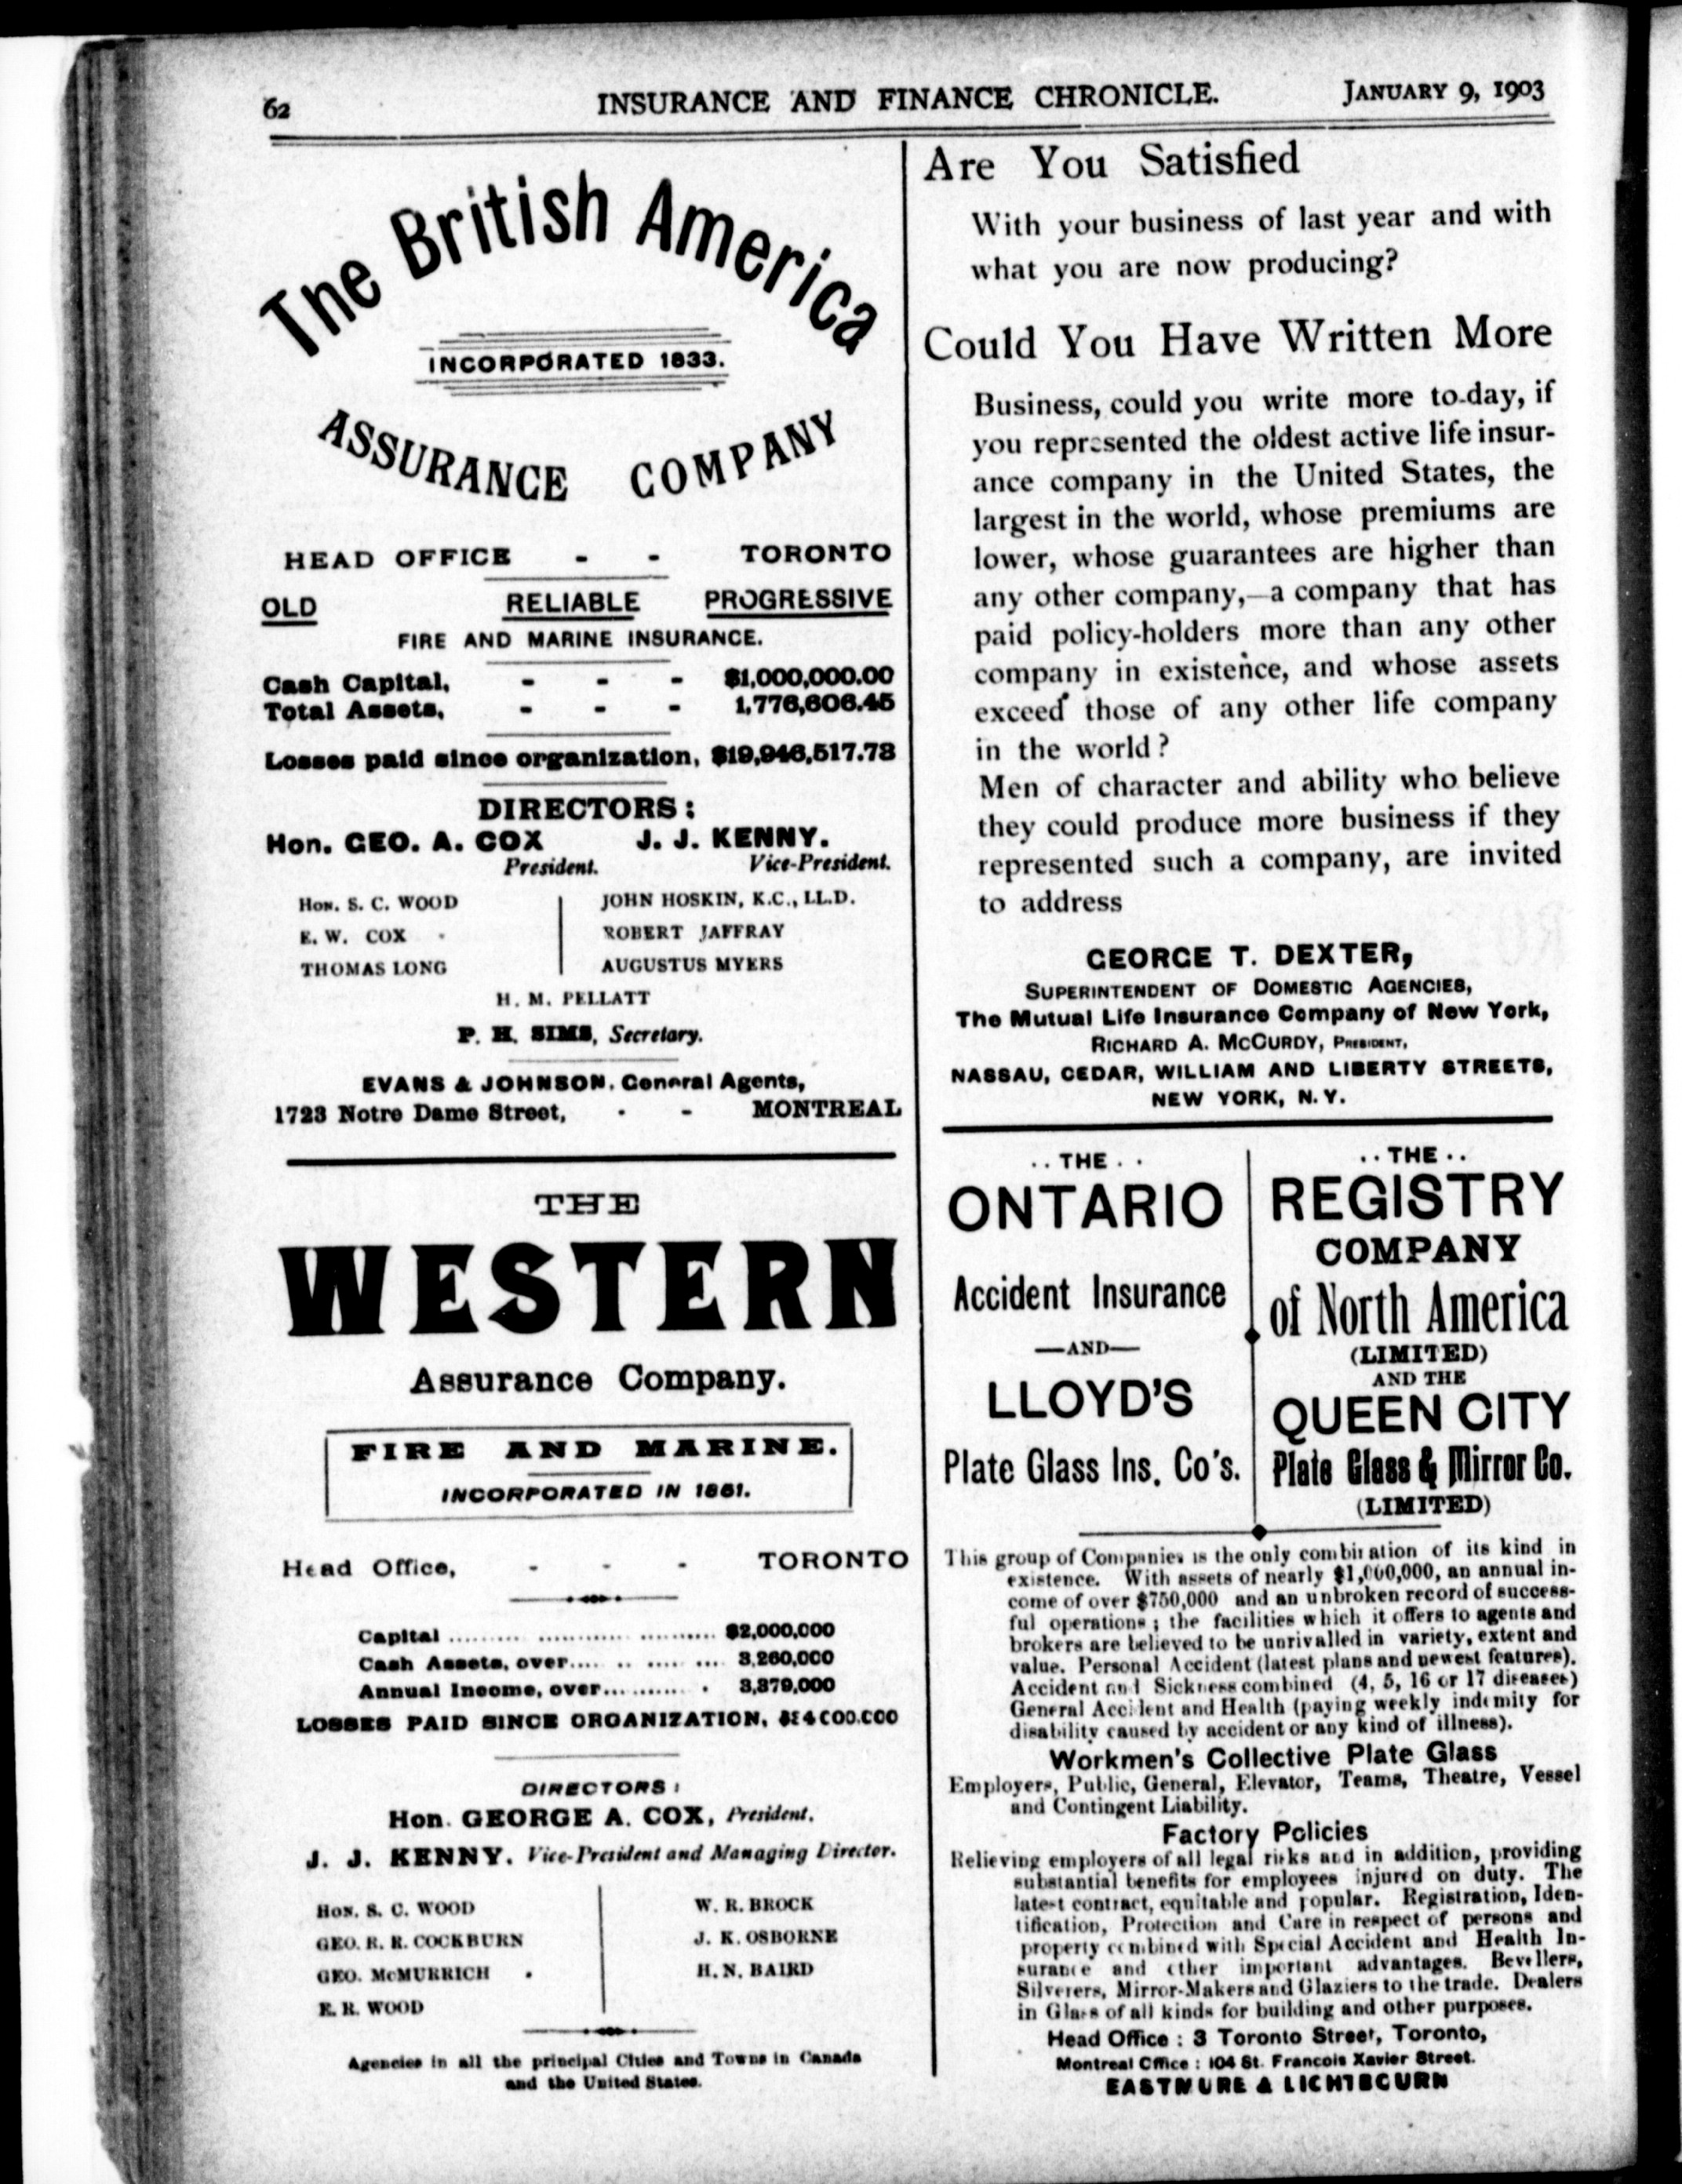 62
INSURANCE AND FINANCE CHRONICLE.
JANUARY 9, 1903
The British America
INCORPORATED 1833.
ASSURANCE COMPANY
HEAD OFFICE - - TORONTO
OLD RELIABLE PROGRESSIVE
FIRE AND MARINE INSURANCE.
Cash Capital, - - - $1,000,000.00
Total Assets, - - - 1,776,606.45
Losses paid since organization, $19,946,517.78
DIRECTORS:
Hon. GEO. A. COX J. J. KENNY.
President. Vice-President.
HON. S. C. WOOD JOHN HOSKIN, K.C., LL.D.
E. W. COX ROBERT JAFFRAY
THOMAS LONG AUGUSTUS MYERS
H. M. PELLATT
P. H. SIMS, Secretary.
EVANS & JOHNSON, General Agents,
1723 Notre Dame Street, - - MONTREAL
THE
WESTERN
Assurance Company.
FIRE AND MARINE.
INCORPORATED IN 1851.
Head Office, - - - TORONTO
Capital .......... $2,000,000
Cash Assets, over.......... 3,260,000
Annual Income, over.......... 3,379,000
LOSSES PAID SINCE ORGANIZATION,
DIRECTORS:
Hon. GEORGE A. COX, President.
J. J. KENNY, Vice-President and Managing Director.
HON. S. C. WOOD W. R. BROCK
GEO. R. R. COCKBURN J. K. OSBORNE
GEO. McMURRICH H. N. BAIRD
E. R. WOOD
Agencies in all the principal Cities and Towns in Canada
and the United States.
Are You Satisfied
With your business of last year and with
what you are now producing?
Could You Have Written More
Business, could you write more to-day, if
you represented the oldest active life insur-
ance company in the United States, the
largest in the world, whose premiums are
lower, whose guarantees are higher than
any other company,—a company that has
paid policy-holders more than any other
company in existence, and whose assets
exceed those of any other life company
in the world?
Men of character and ability who believe
they could produce more business if they
represented such a company, are invited
to address
GEORGE T. DEXTER,
SUPERINTENDENT OF DOMESTIC AGENCIES,
The Mutual Life Insurance Company of New York,
RICHARD A. MCCURDY, PRESIDENT,
NASSAU, CEDAR, WILLIAM AND LIBERTY STREETS,
NEW YORK, N.Y.
..THE..
ONTARIO
Accident Insurance
—AND—
LLOYD'S
Plate Glass Ins. Co's.
..THE..
REGISTRY
COMPANY
of North America
(LIMITED)
AND THE
QUEEN CITY
Plate Glass & Mirror Co.
(LIMITED)
This group of Companies is the only combination of its kind in
existence. With assets of nearly $1,000,000, an annual in-
come of over $750,000 and an unbroken record of success-
ful operations; the facilities which it offers to agents and
brokers are believed to be unrivalled in variety, extent and
value. Personal Accident (latest plans and newest features).
Accident and Sickness combined (4, 5, 16 or 17 diseases)
General Accident and Health (paying weekly indemnity for
disability caused by accident or any kind of illness).
Workmen's Collective Plate Glass
Employers, Public, General, Elevator, Teams, Theatre, Vessel
and Contingent Liability.
Factory Policies
Relieving employers of all legal risks and in addition, providing
substantial benefits for employees injured on duty. The
latest contract, equitable and popular. Registration, Iden-
tification, Protection and Care in respect of persons and
property combined with Special Accident and Health In-
surance and other important advantages. Bevellers,
Silverers, Mirror-Makers and Glaziers to the trade. Dealers
in Glass of all kinds for building and other purposes.
Head Office : 3 Toronto Street, Toronto,
Montreal Office : 104 St. Francois Xavier Street.
EASTMURE & LIGHTBOURN